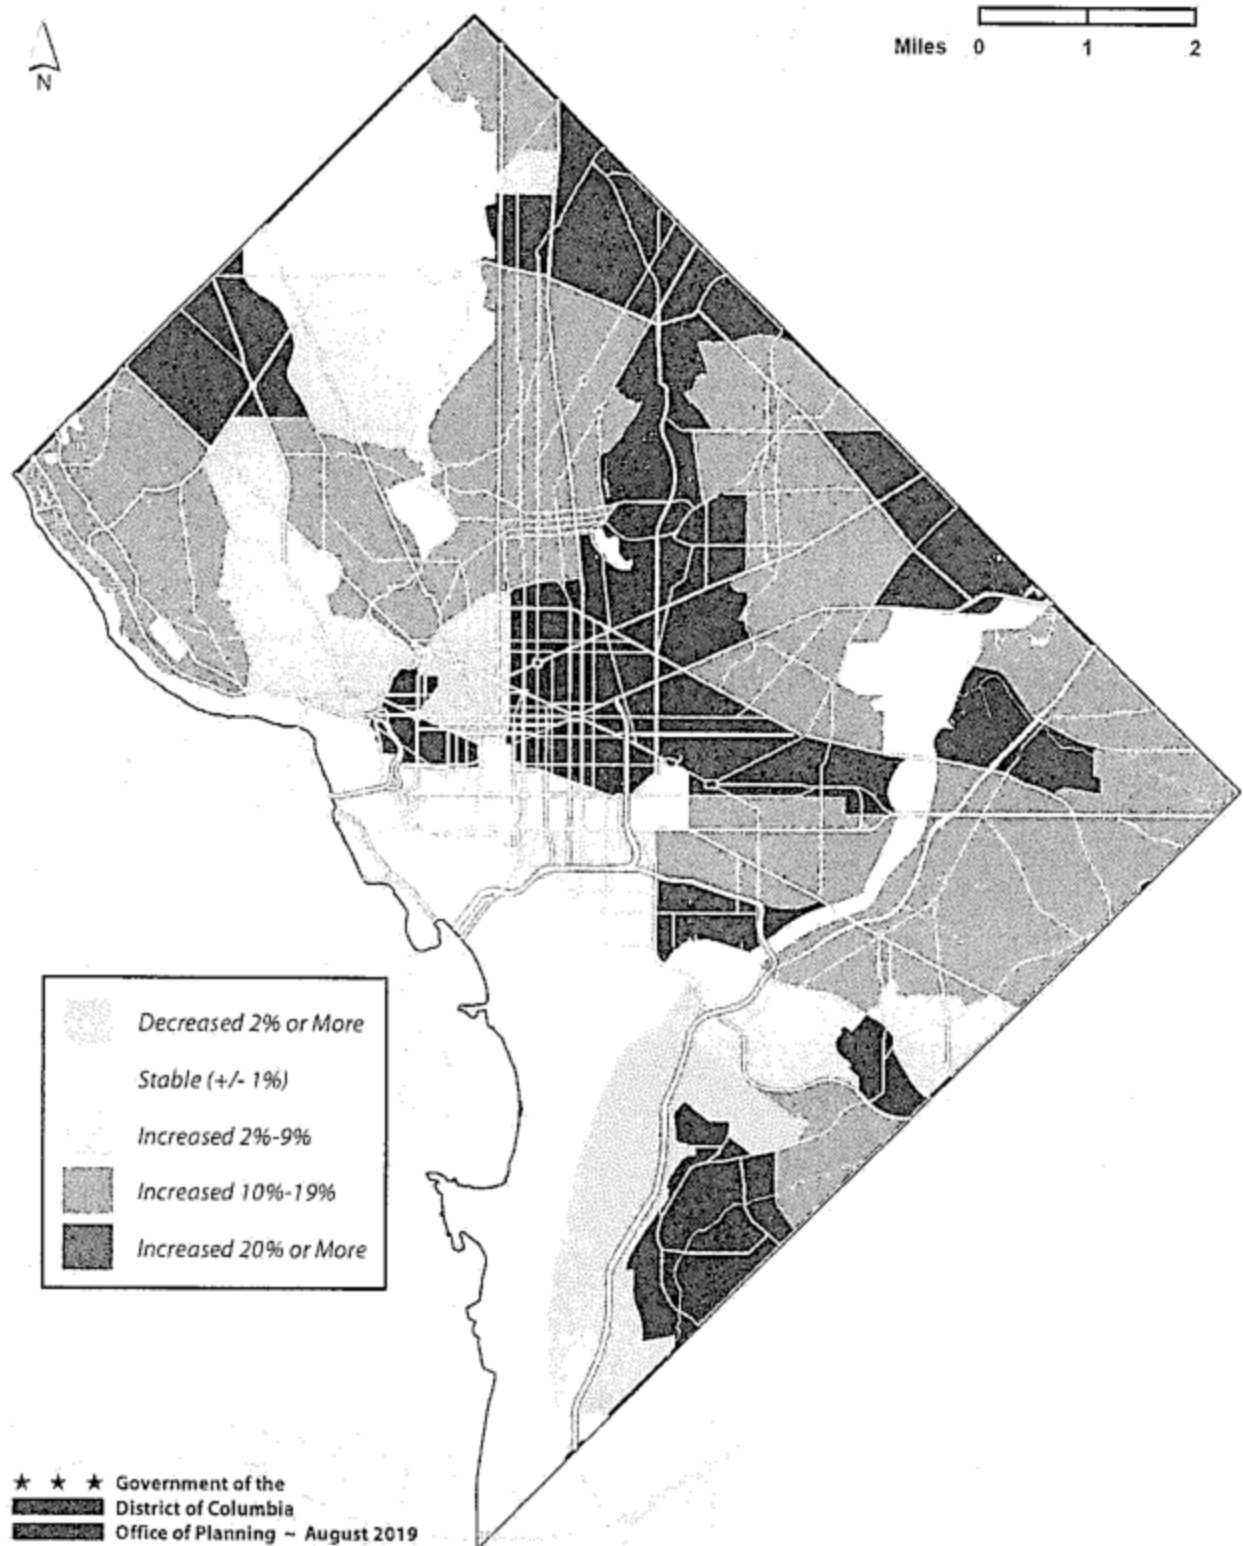 N
Miles 0 1 2
Decreased 2% or More
Stable (+/- 1%)
Increased 2%-9%
Increased 10%-19%
Increased 20% or More
★ ★ ★ Government of the
District of Columbia
Office of Planning ~ August 2019